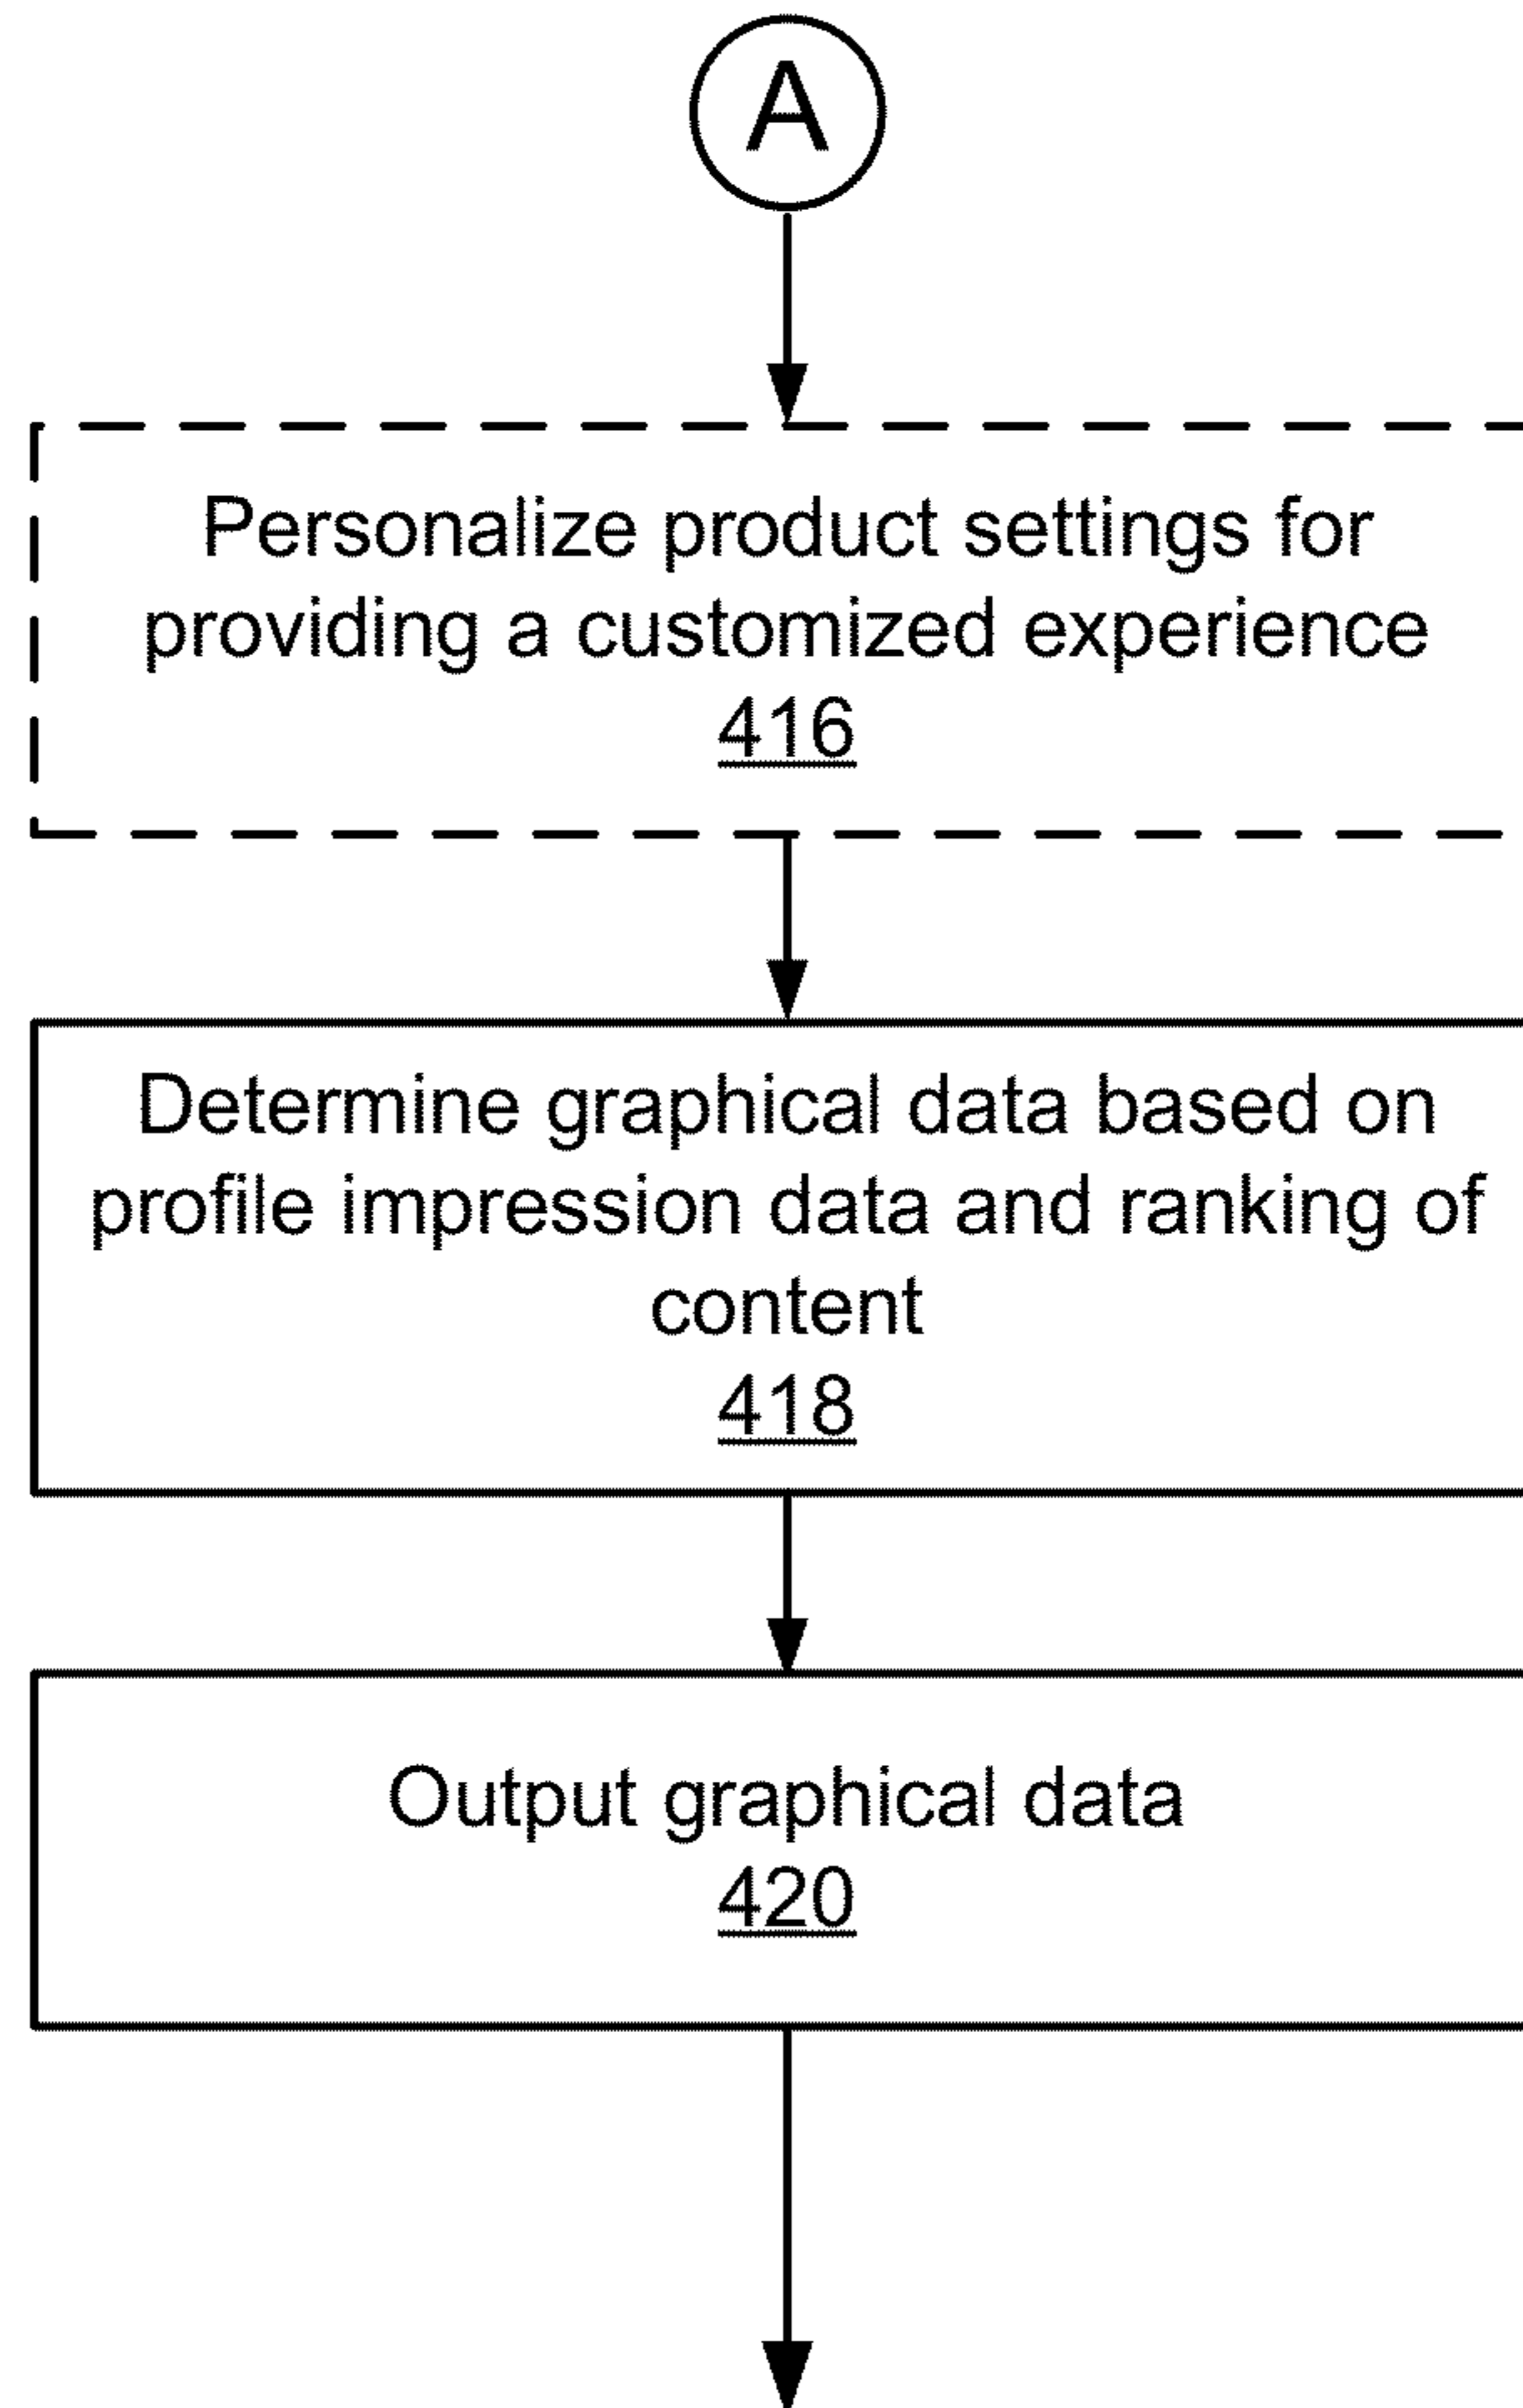 A
Personalize product settings for
providing a customized experience
416
Determine graphical data based on
profile impression data and ranking of
content
418
Output graphical data
420